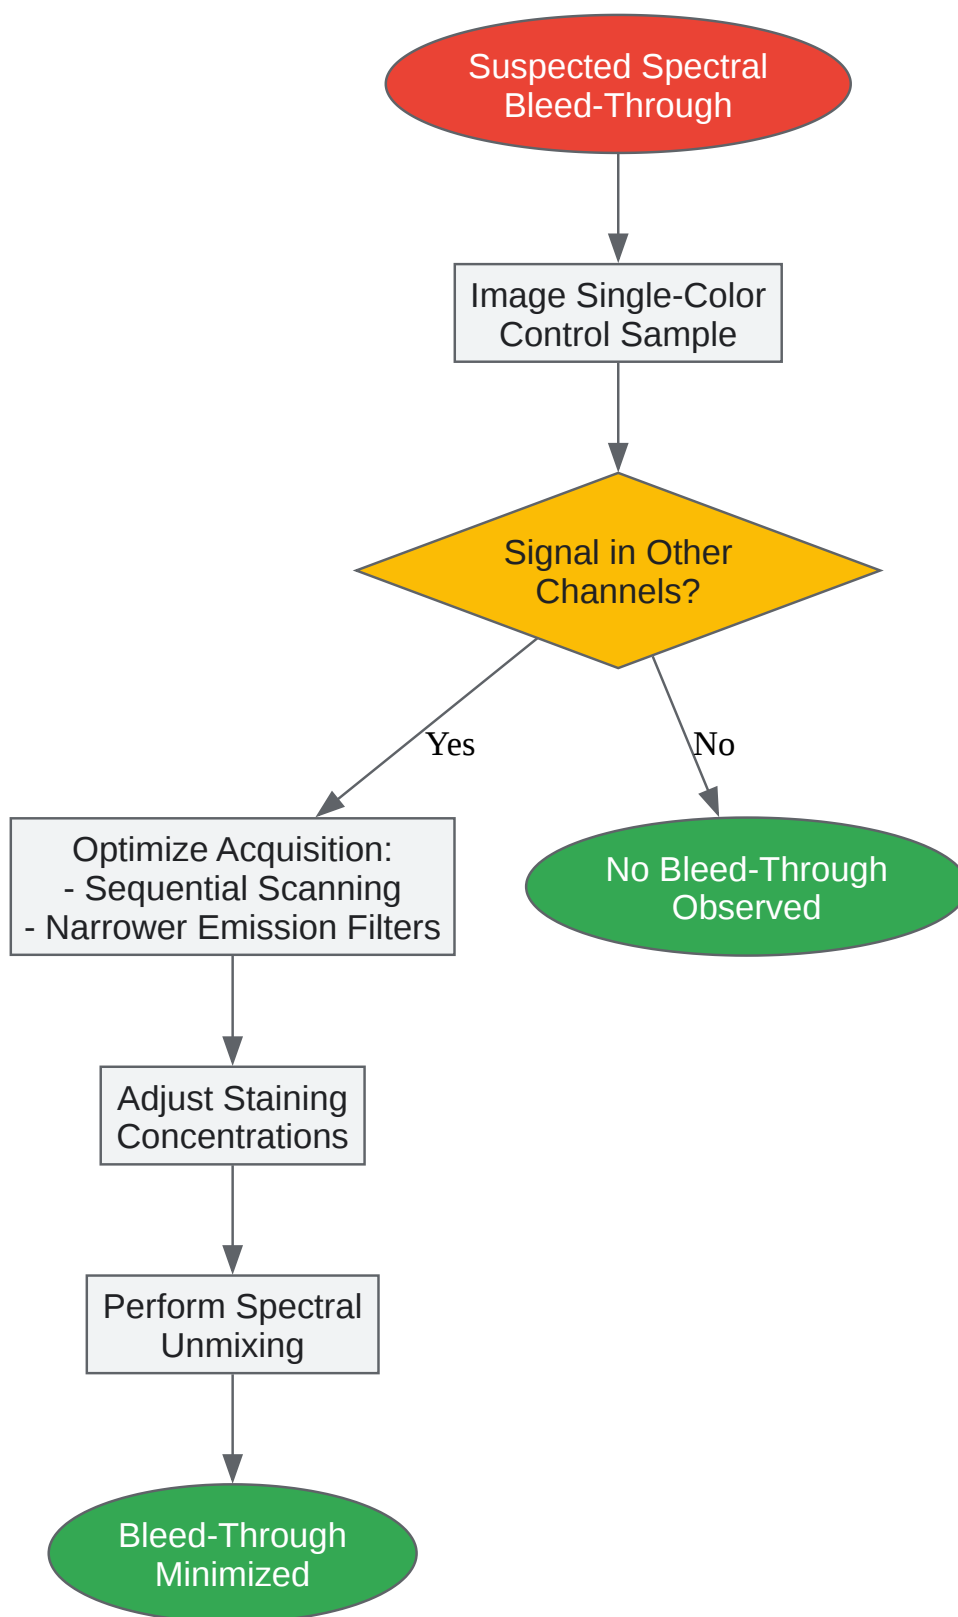 Suspected Spectral
Bleed-Through
Image Single-Color
Control Sample
Signal in Other
Channels?
Yes
No
Optimize Acquisition:
- Sequential Scanning
- Narrower Emission Filters
No Bleed-Through
Observed
Adjust Staining
Concentrations
Perform Spectral
Unmixing
Bleed-Through
Minimized